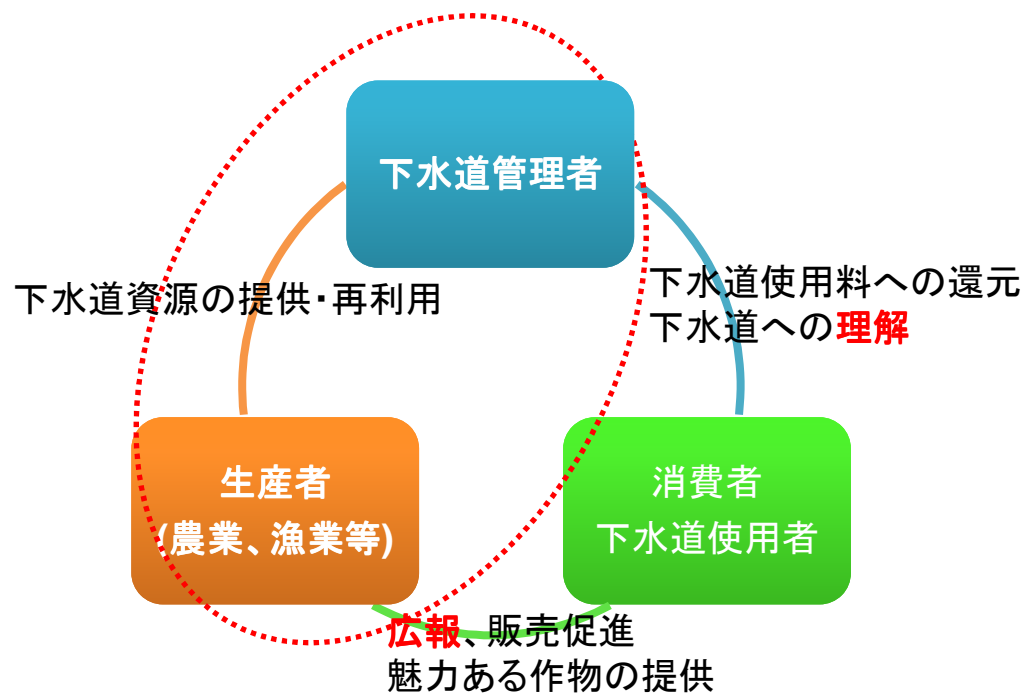 下水道管理者
下水道資源の提供・再利用
下水道使用料への還元
下水道への理解
生産者
(農業、漁業等)
消費者
下水道使用者
広報、販売促進
魅力ある作物の提供